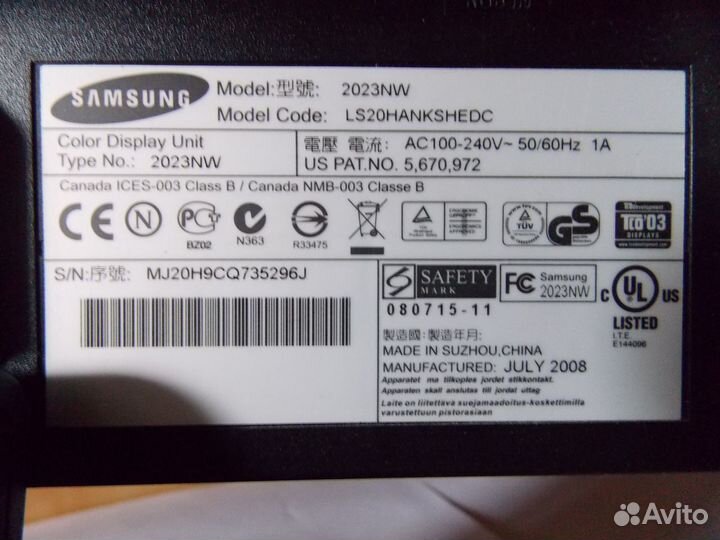 SAMSUNG
Model:型號: 2023NW
Model Code: LS20HANKSHEDC
Color Display Unit
Type No.: 2023NW
電壓 電流: AC100-240V~ 50/60Hz 1A
US PAT.NO. 5,670,972
Canada ICES-003 Class B / Canada NMB-003 Classe B
CE
N
PC
BZ02
N363
R33475
TÜV
GS
TCO'03
DISPLAYS
S/N:序號: MJ20H9CQ735296J
SAFETY
MARK
080715-11
FC
Samsung
2023NW
C UL US
LISTED
I.T.E.
E144096
製造國:製造年月:
MADE IN SUZHOU,CHINA
MANUFACTURED: JULY 2008
Apparatet ma tilkoples jordet stikkontakt.
Apparaten skall anslutas till jordat uttag
Laite on liitettävä suojamaadoitus-koskettimilla
varustettuun pistorasiaan
Avito